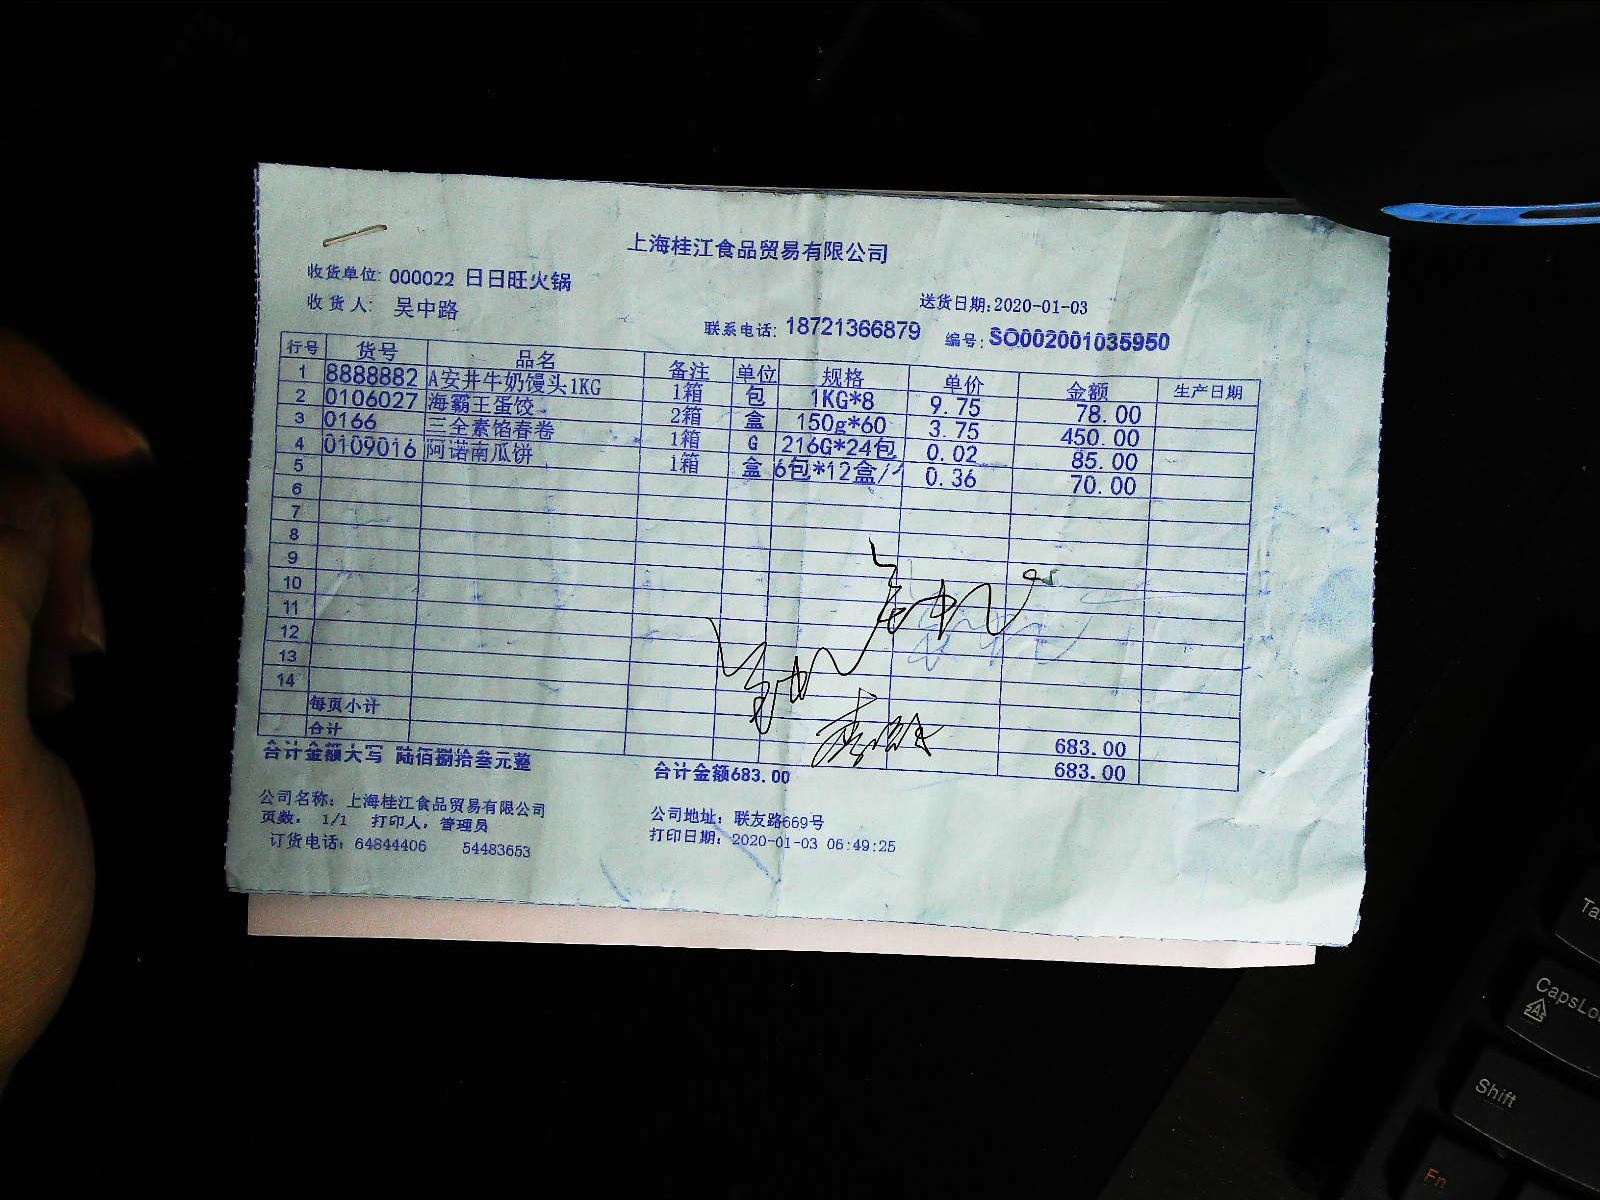 上海桂江食品贸易有限公司
收货单位: 000022 日日旺火锅
送货日期:2020-01-03
收货人: 吴中路
联系电话: 18721366879 编号: SO002001035950
行号 货号 品名 备注 单位 规格 单价 金额 生产日期
1 8888882 A安井牛奶馒头1KG 1箱 包 1KG*8 9.75 78.00
2 0106027 海霸王蛋饺 2箱 盒 150g*60 3.75 450.00
3 0166 三全素馅春卷 1箱 G 216G*24包 0.02 85.00
4 0109016 阿诺南瓜饼 1箱 盒 6包*12盒/ 0.36 70.00
5
6
7
8
9
10
11
12
13
14
每页小计 683.00
合计 683.00
合计金额大写 陆佰捌拾叁元整 合计金额683.00
公司名称: 上海桂江食品贸易有限公司 公司地址: 联友路669号
页数: 1/1 打印人: 管理员 打印日期: 2020-01-03 06:49:25
订货电话: 64844406 54483653
CapsLo
Shift
Fn